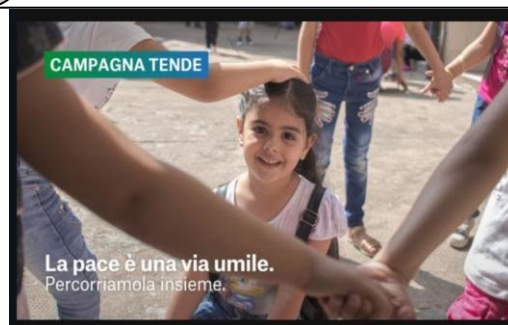 CAMPAGNA TENDE
La pace è una via umile.
Percorriamola insieme.